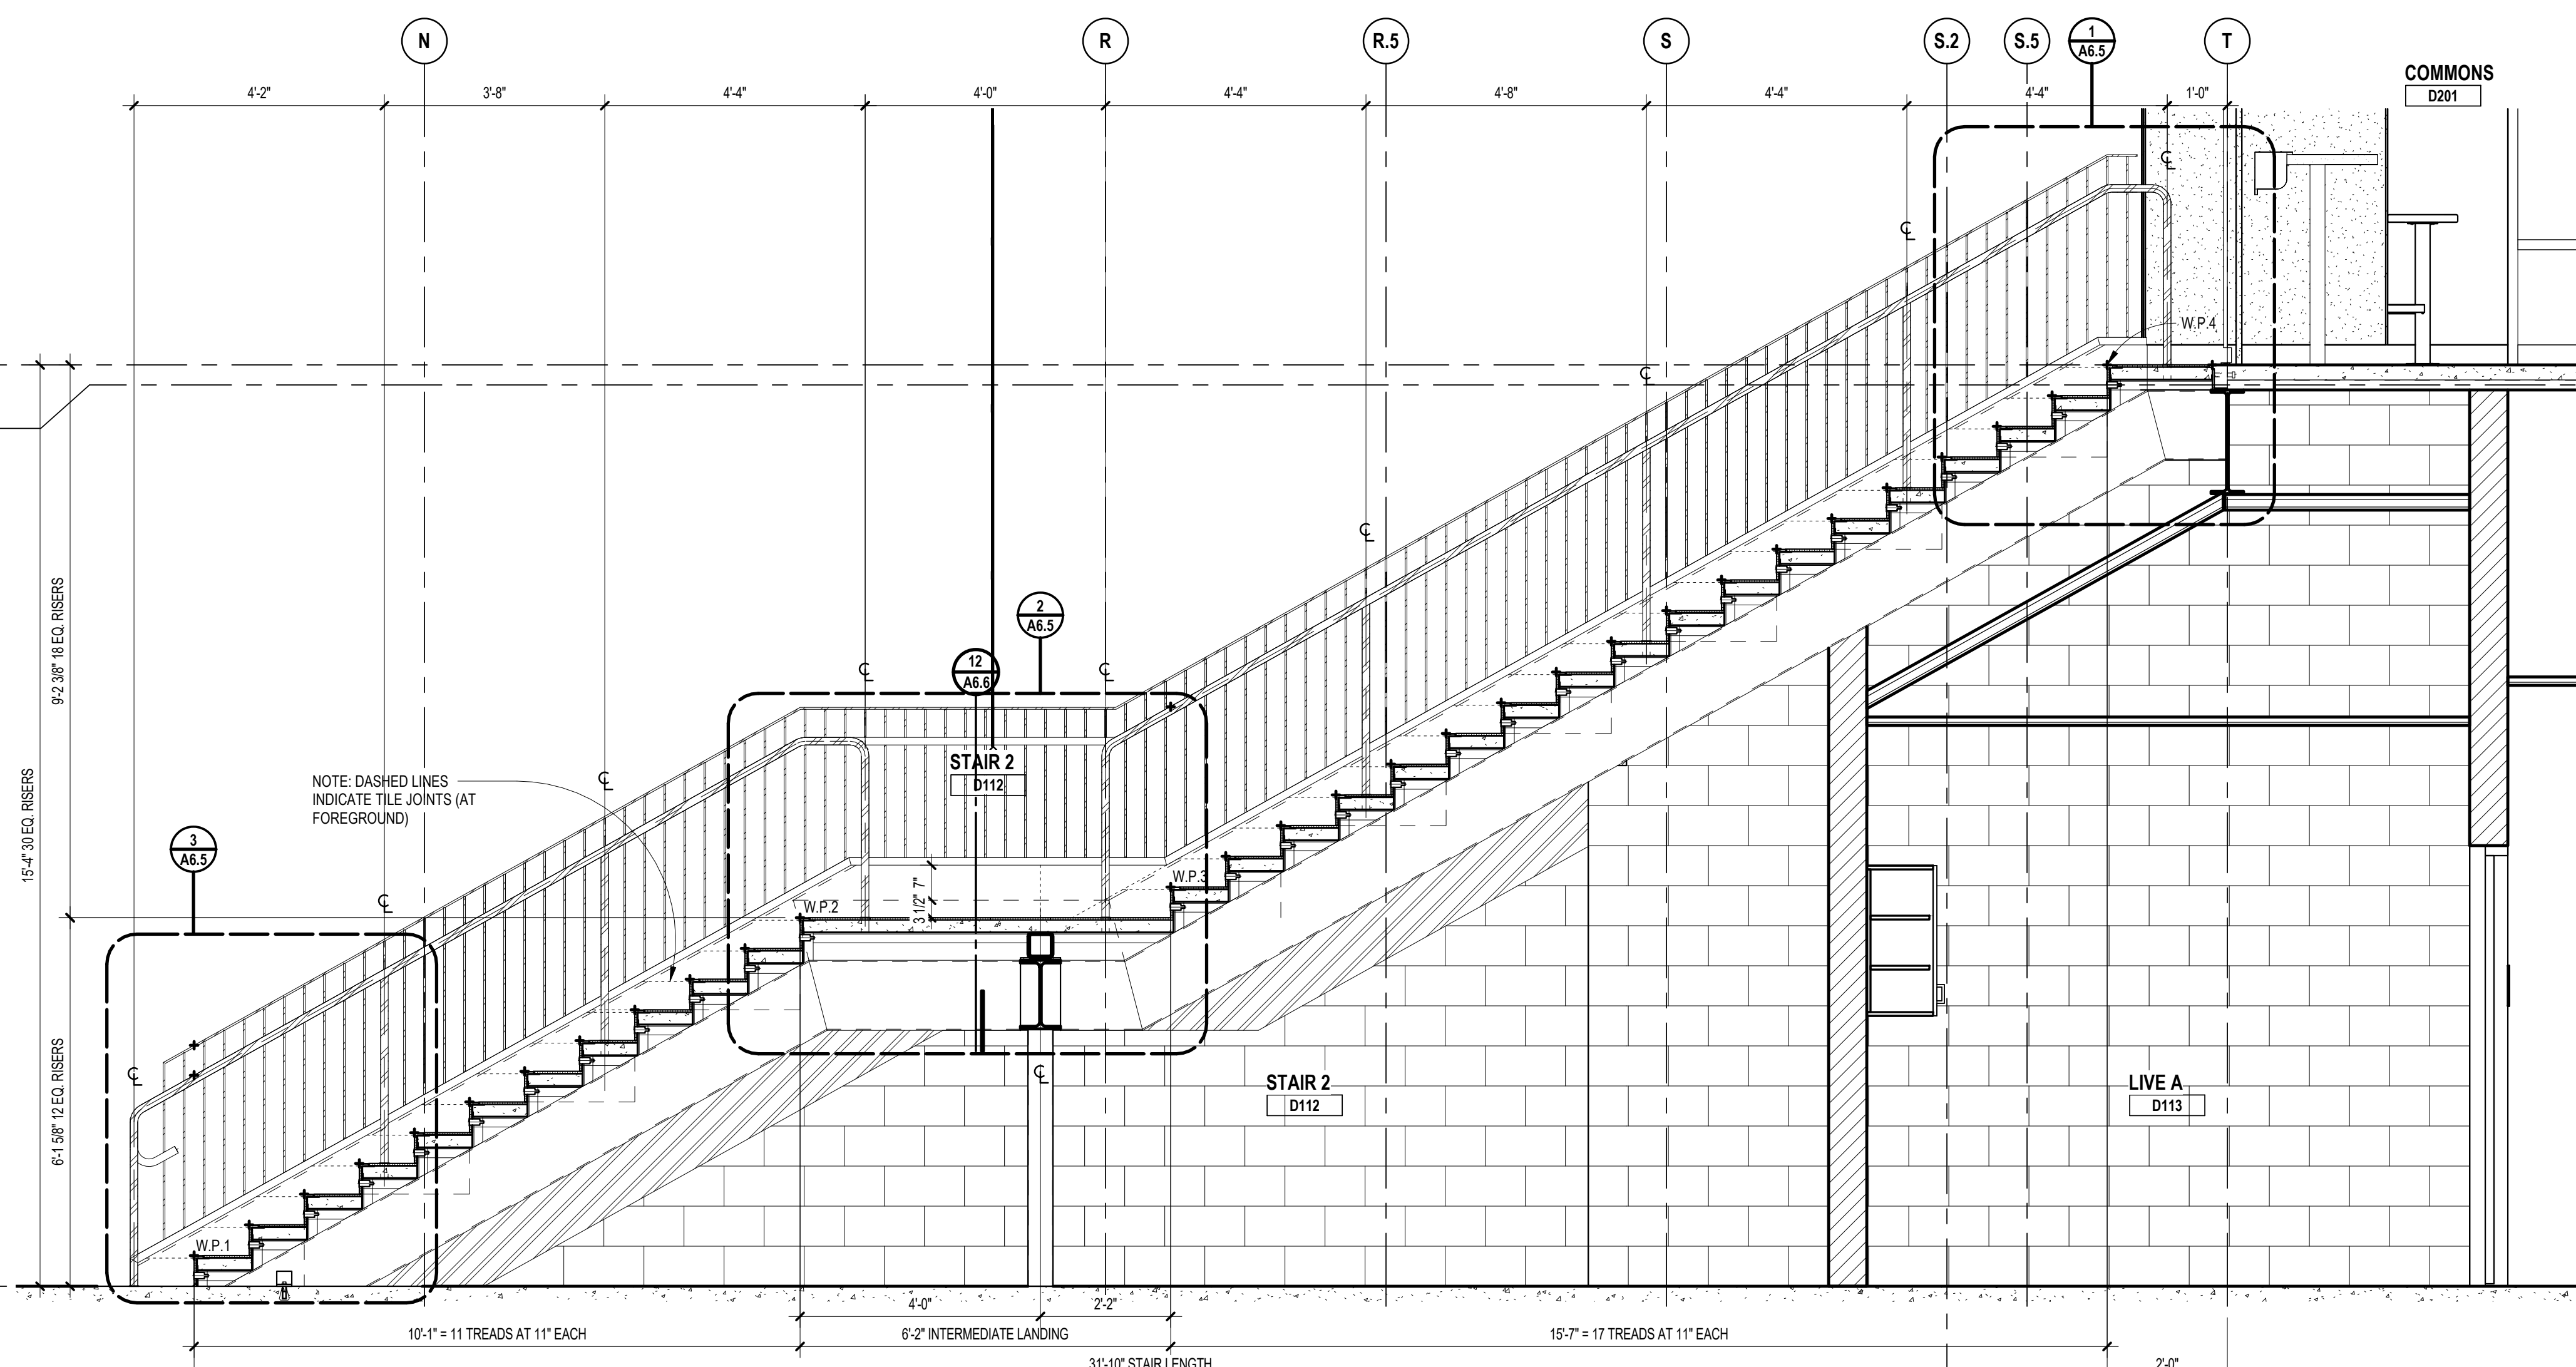 N
R
R.5
S
S.2
S.5
1
A6.5
T
COMMONS
D201
4'-2"
3'-8"
4'-4"
4'-0"
4'-4"
4'-8"
4'-4"
4'-4"
1'-0"
℄
℄
W.P.4
℄
℄
9'-2 3/8" 18 EQ. RISERS
2
A6.5
12
A6.6
℄
℄
STAIR 2
D112
NOTE: DASHED LINES
INDICATE TILE JOINTS (AT
FOREGROUND)
℄
15'-4" 30 EQ. RISERS
3
A6.5
℄
W.P.3
W.P.2
3 1/2"
7"
6'-1 5/8" 12 EQ. RISERS
℄
℄
STAIR 2
D112
LIVE A
D113
W.P.1
4'-0"
2'-2"
10'-1" = 11 TREADS AT 11" EACH
6'-2" INTERMEDIATE LANDING
15'-7" = 17 TREADS AT 11" EACH
31'-10" STAIR LENGTH
2'-0"